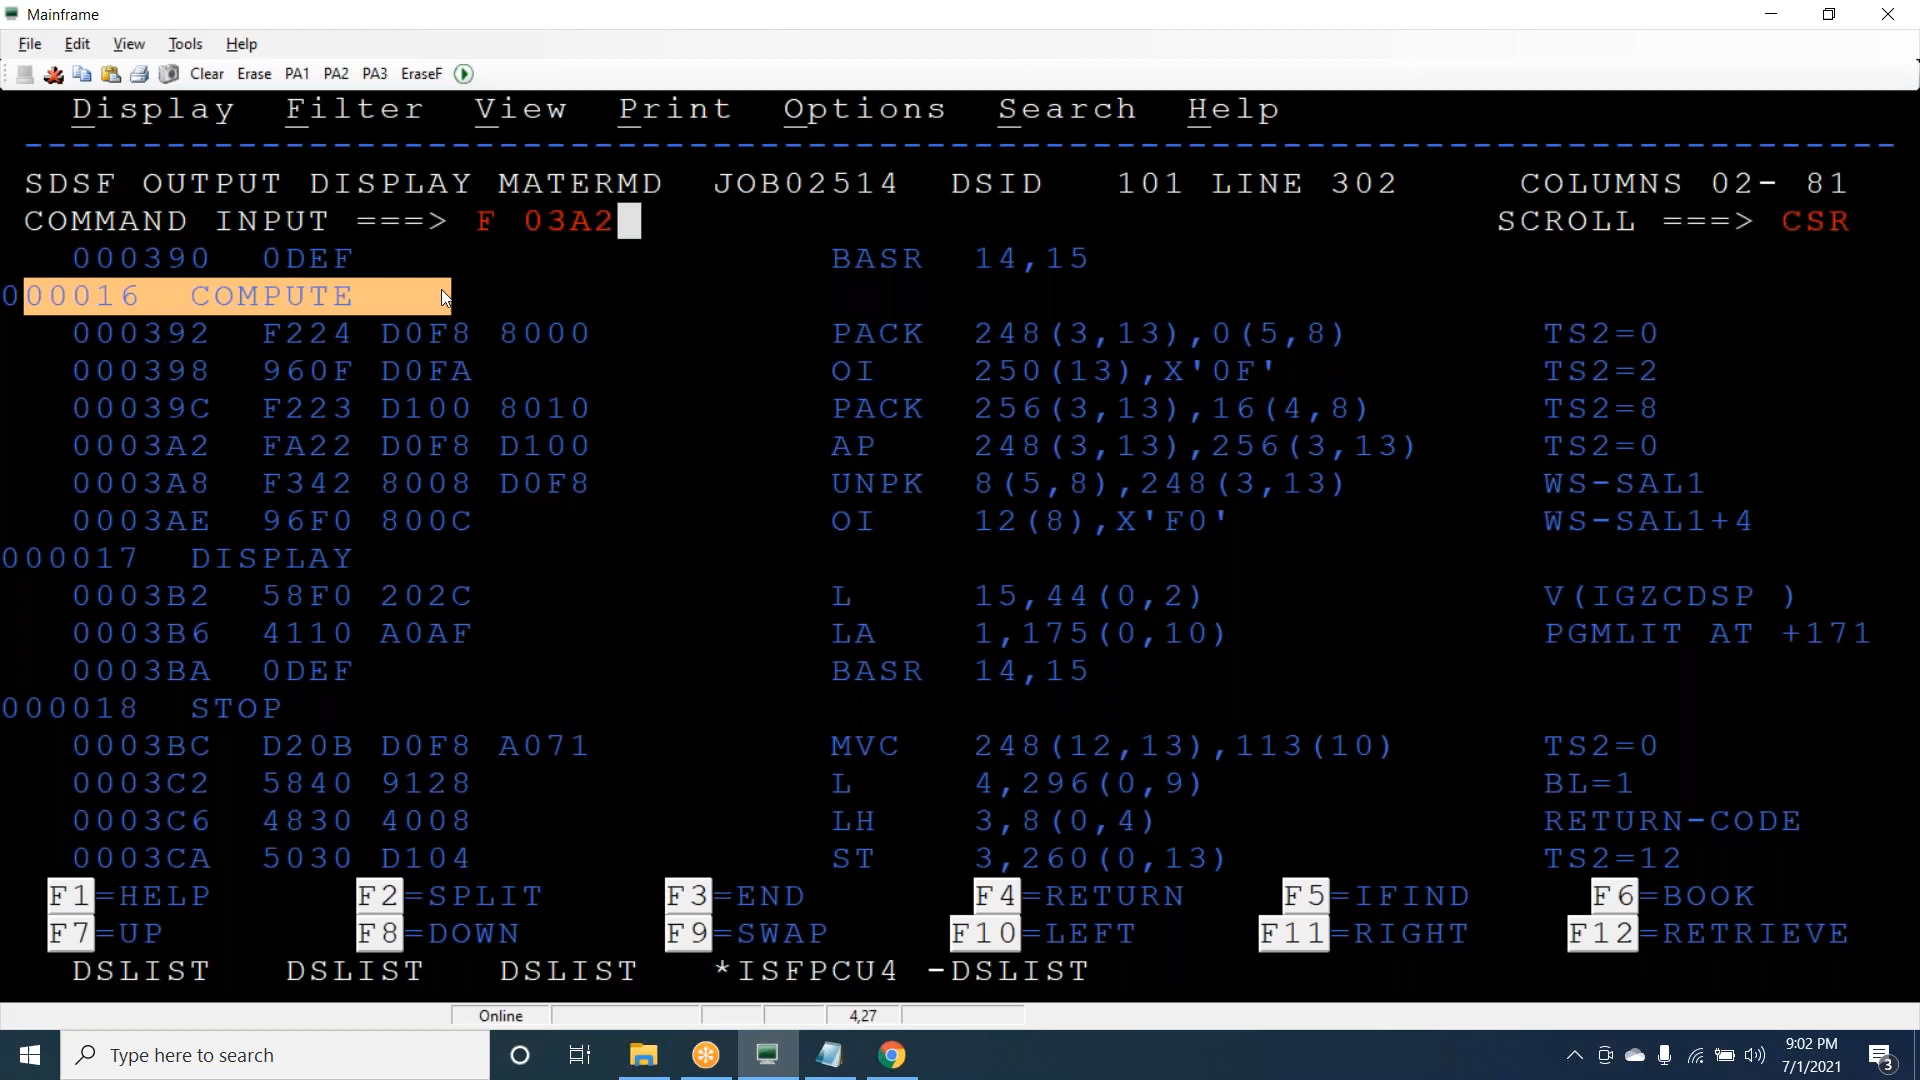 Mainframe
File Edit View Tools Help
Clear Erase PA1 PA2 PA3 EraseF
Display Filter View Print Options Search Help
-------------------------------------------------------------------------------
SDSF OUTPUT DISPLAY MATERMD JOB02514 DSID 101 LINE 302 COLUMNS 02- 81
COMMAND INPUT ===> F 03A2 SCROLL ===> CSR
000390 0DEF BASR 14,15
000016 COMPUTE
000392 F224 D0F8 8000 PACK 248(3,13),0(5,8) TS2=0
000398 960F D0FA OI 250(13),X'0F' TS2=2
00039C F223 D100 8010 PACK 256(3,13),16(4,8) TS2=8
0003A2 FA22 D0F8 D100 AP 248(3,13),256(3,13) TS2=0
0003A8 F342 8008 D0F8 UNPK 8(5,8),248(3,13) WS-SAL1
0003AE 96F0 800C OI 12(8),X'F0' WS-SAL1+4
000017 DISPLAY
0003B2 58F0 202C L 15,44(0,2) V(IGZCDSP )
0003B6 4110 A0AF LA 1,175(0,10) PGMLIT AT +171
0003BA 0DEF BASR 14,15
000018 STOP
0003BC D20B D0F8 A071 MVC 248(12,13),113(10) TS2=0
0003C2 5840 9128 L 4,296(0,9) BL=1
0003C6 4830 4008 LH 3,8(0,4) RETURN-CODE
0003CA 5030 D104 ST 3,260(0,13) TS2=12
F1=HELP F2=SPLIT F3=END F4=RETURN F5=IFIND F6=BOOK
F7=UP F8=DOWN F9=SWAP F10=LEFT F11=RIGHT F12=RETRIEVE
DSLIST DSLIST DSLIST *ISFPCU4 -DSLIST
Online 4,27
Type here to search
9:02 PM
7/1/2021
3